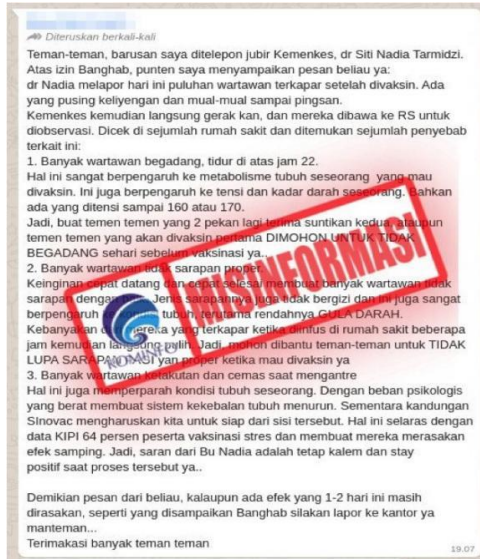 Diteruskan berkali-kali
Teman-teman, barusan saya ditelepon jubir Kemenkes, dr Siti Nadia Tarmidzi.
Atas izin Banghab, punten saya menyampaikan pesan beliau ya:
dr Nadia melapor hari ini puluhan wartawan terkapar setelah divaksin. Ada
yang pusing keliyengan dan mual-mual sampai pingsan.
Kemenkes kemudian langsung gerak kan, dan mereka dibawa ke RS untuk
diobservasi. Dicek di sejumlah rumah sakit dan ditemukan sejumlah penyebab
terkait ini:
1. Banyak wartawan begadang, tidur di atas jam 22.
Hal ini sangat berpengaruh ke metabolisme tubuh seseorang yang mau
divaksin. Ini juga berpengaruh ke tensi dan kadar darah seseorang. Bahkan
ada yang ditensi sampai 160 atau 170.
Jadi, buat temen temen yang 2 pekan lagi terima suntikan kedua ataupun
temen temen yang akan divaksin pertama DIMOHON UNTUK TIDAK
BEGADANG sehari sebelum vaksinasi ya..
2. Banyak wartawan tidak sarapan proper.
Keinginan cepat datang selesai membuat banyak wartawan tidak
sarapan dengan Jenis sarapan tidak bergizi dan ini juga sangat
berpengaruh tubuh, terutama rendahnya GULA DARAH.
Kebanyakan mereka yang terkapar ketika diinfus di rumah sakit beberapa
jam kemudian langsung Jadi, mohon dibantu teman-teman untuk TIDAK
LUPA SARAPAN yan proper ketika mau divaksin ya
3. Banyak wartawan ketakutan dan cemas saat mengantre
Hal ini juga memperparah kondisi tubuh seseorang. Dengan beban psikologis
yang berat membuat sistem kekebalan tubuh menurun. Sementara kandungan
SInovac mengharuskan kita untuk siap dari sisi tersebut. Hal ini selaras dengan
data KIPI 64 persen peserta vaksinasi stres dan membuat mereka merasakan
efek samping. Jadi, saran dari Bu Nadia adalah tetap kalem dan stay
positif saat proses tersebut ya..
Demikian pesan dari beliau, kalaupun ada efek yang 1-2 hari ini masih
dirasakan, seperti yang disampaikan Banghab silakan lapor ke kantor ya
manteman...
Terimakasi banyak teman teman
19.07
MISINFORMASI
KOMINFO